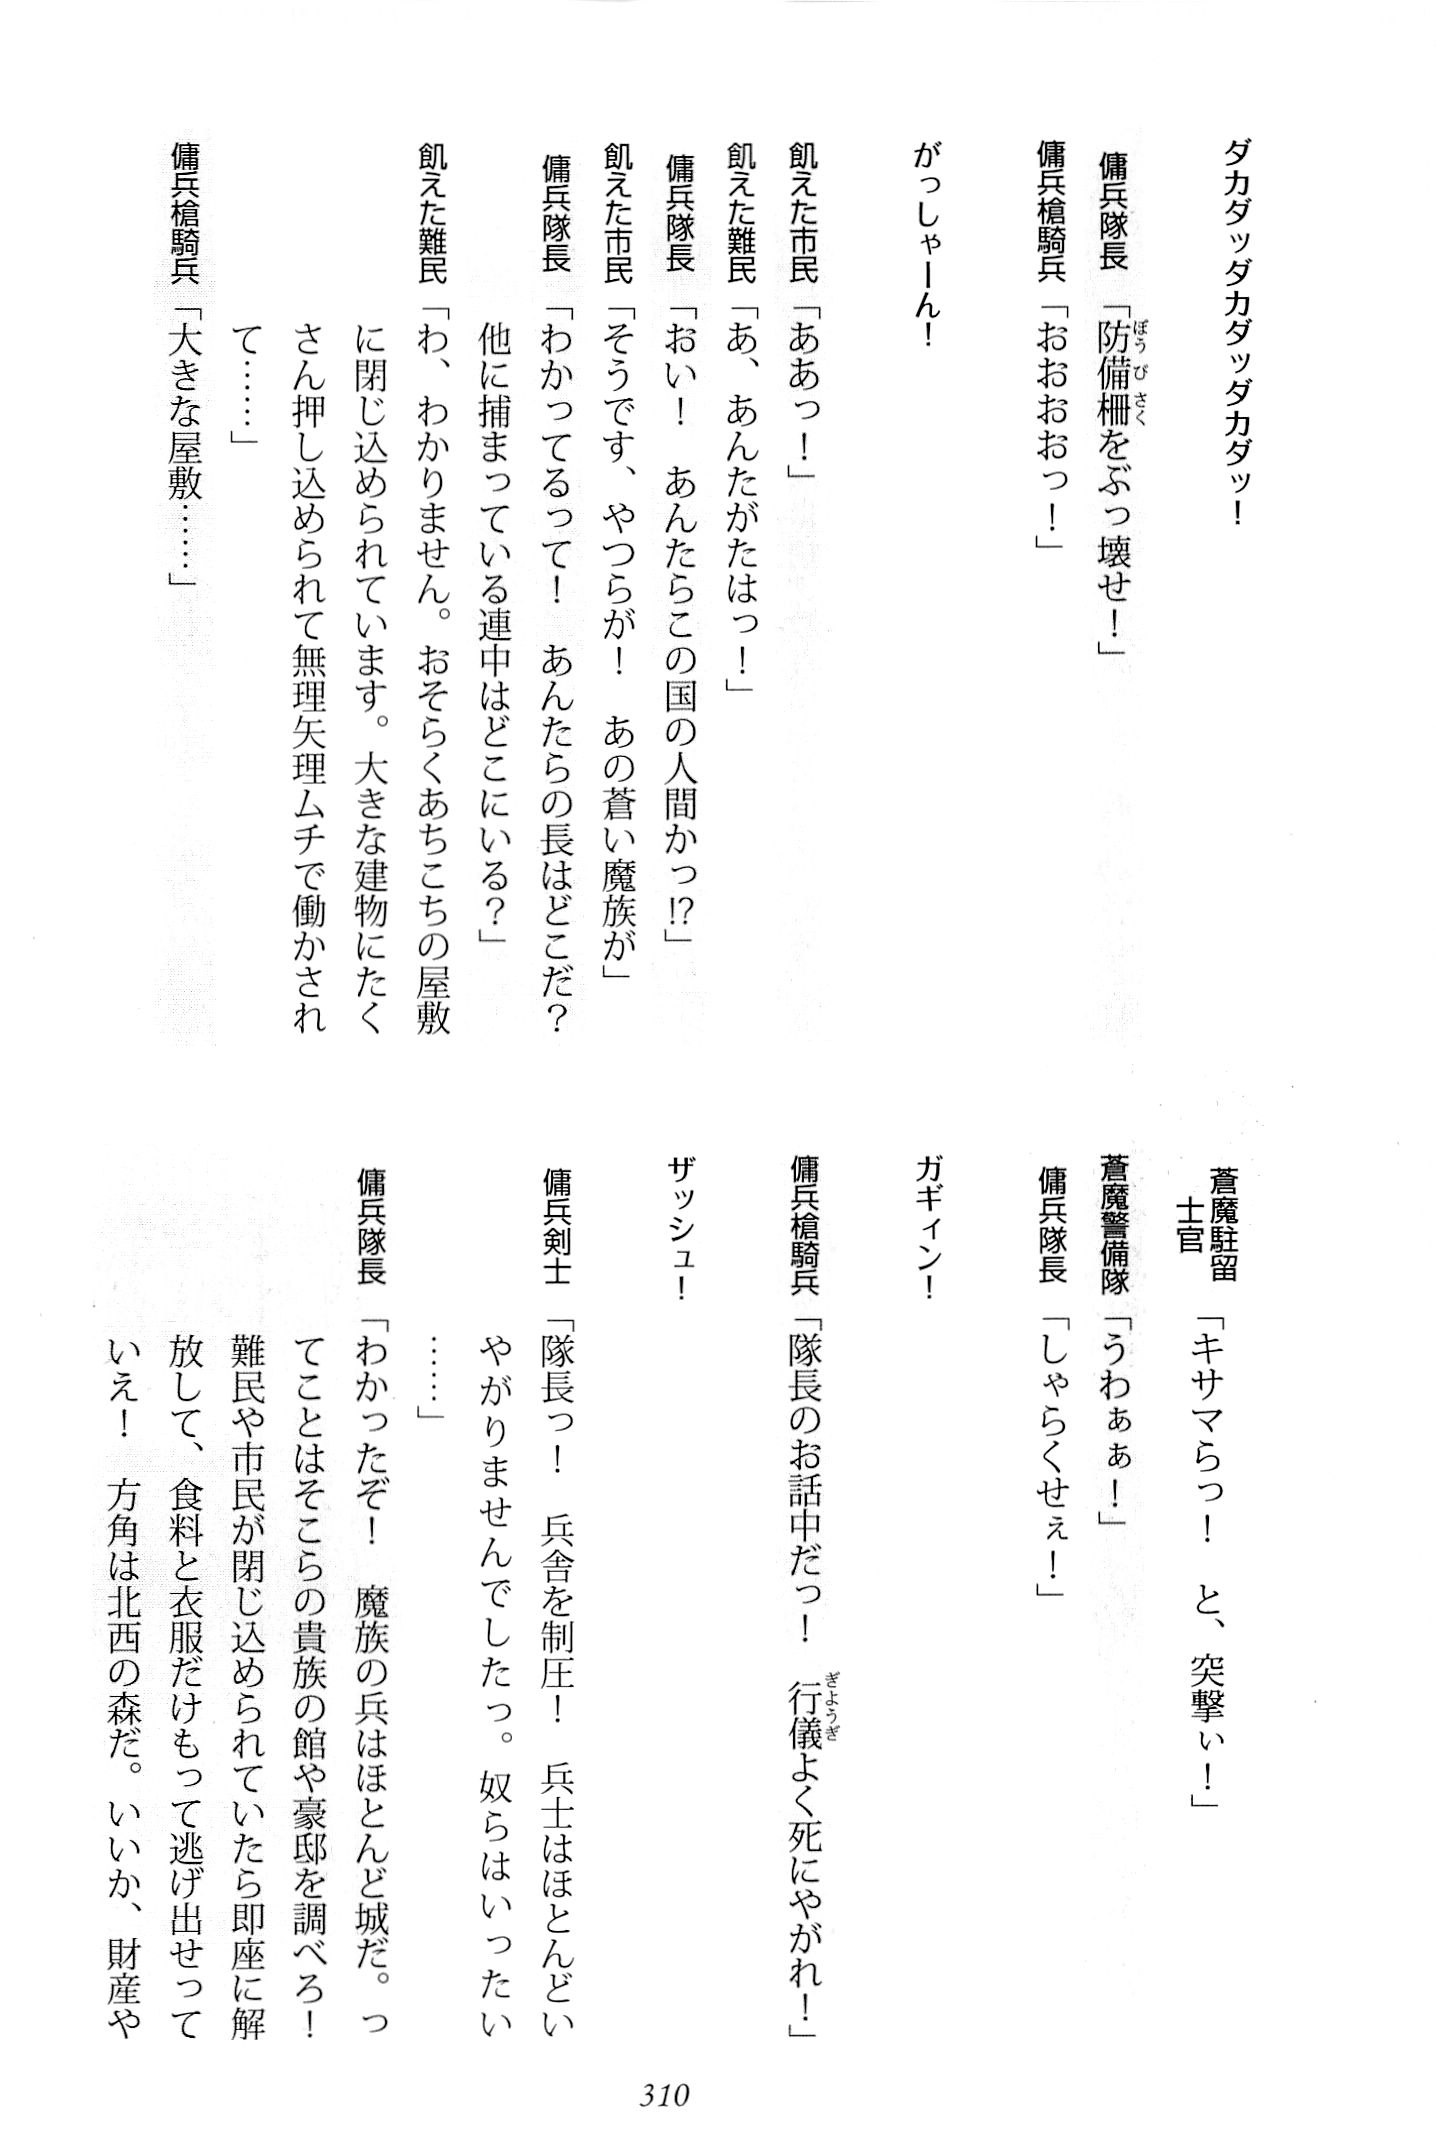 ダカダッダカダッダカダッ！
傭兵隊長「防備柵をぶっ壊せ！」
傭兵槍騎兵「おおおおっ！」
がっしゃーん！
飢えた市民「ああっ！」
飢えた難民「あ、あんたがたはっ！」
傭兵隊長「おい！　あんたらこの国の人間かっ!?」
飢えた市民「そうです、やつらが！　あの蒼い魔族が」
傭兵隊長「わかってるって！　あんたらの長はどこだ？
他に捕まっている連中はどこにいる？」
飢えた難民「わ、わかりません。おそらくあちこちの屋敷
に閉じ込められています。大きな建物にたく
さん押し込められて無理矢理ムチで働かされ
て……」
傭兵槍騎兵「大きな屋敷……」
蒼魔駐留士官「キサマらっ！　と、突撃ぃ！」
蒼魔警備隊「うわぁぁ！」
傭兵隊長「しゃらくせぇ！」
ガギィン！
傭兵槍騎兵「隊長のお話中だっ！　行儀よく死にやがれ！」
ザッシュ！
傭兵剣士「隊長っ！　兵舎を制圧！　兵士はほとんどい
やがりませんでしたっ。奴らはいったい
……」
傭兵隊長「わかったぞ！　魔族の兵はほとんど城だ。っ
てことはそこらの貴族の館や豪邸を調べろ！
難民や市民が閉じ込められていたら即座に解
放して、食料と衣服だけもって逃げ出せって
いえ！　方角は北西の森だ。いいか、財産や
310